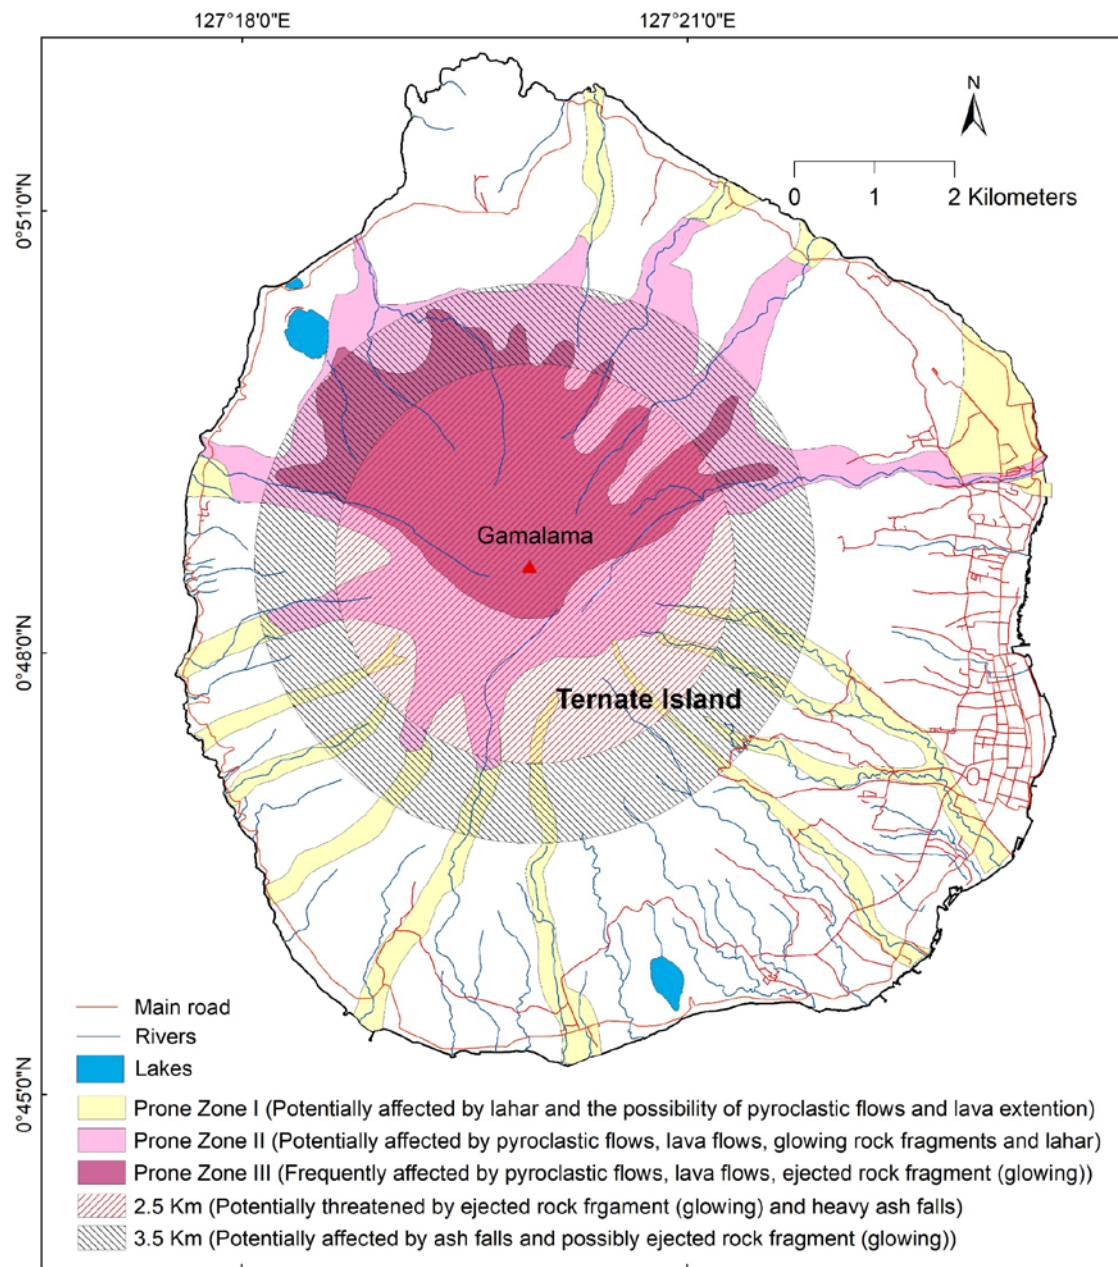 127°18'0"E
127°21'0"E
N
0°51'0"N
0 1 2 Kilometers
Gamalama
0°48'0"N
Ternate Island
0°45'0"N
Main road
Rivers
Lakes
Prone Zone I (Potentially affected by lahar and the possibility of pyroclastic flows and lava extention)
Prone Zone II (Potentially affected by pyroclastic flows, lava flows, glowing rock fragments and lahar)
Prone Zone III (Frequently affected by pyroclastic flows, lava flows, ejected rock fragment (glowing))
2.5 Km (Potentially threatened by ejected rock frgament (glowing) and heavy ash falls)
3.5 Km (Potentially affected by ash falls and possibly ejected rock fragment (glowing))